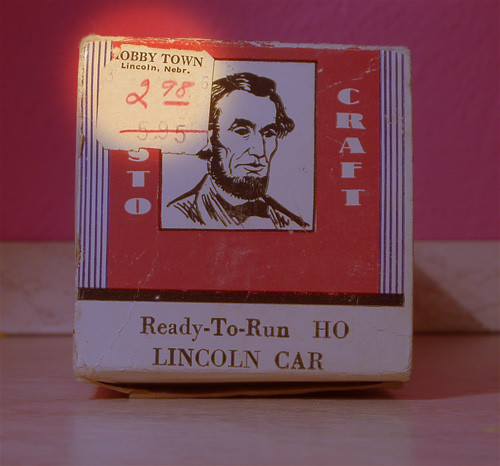 HOBBY TOWN
Lincoln, Nebr.
2 98
5.95
STO
CRAFT
Ready-To-Run HO
LINCOLN CAR